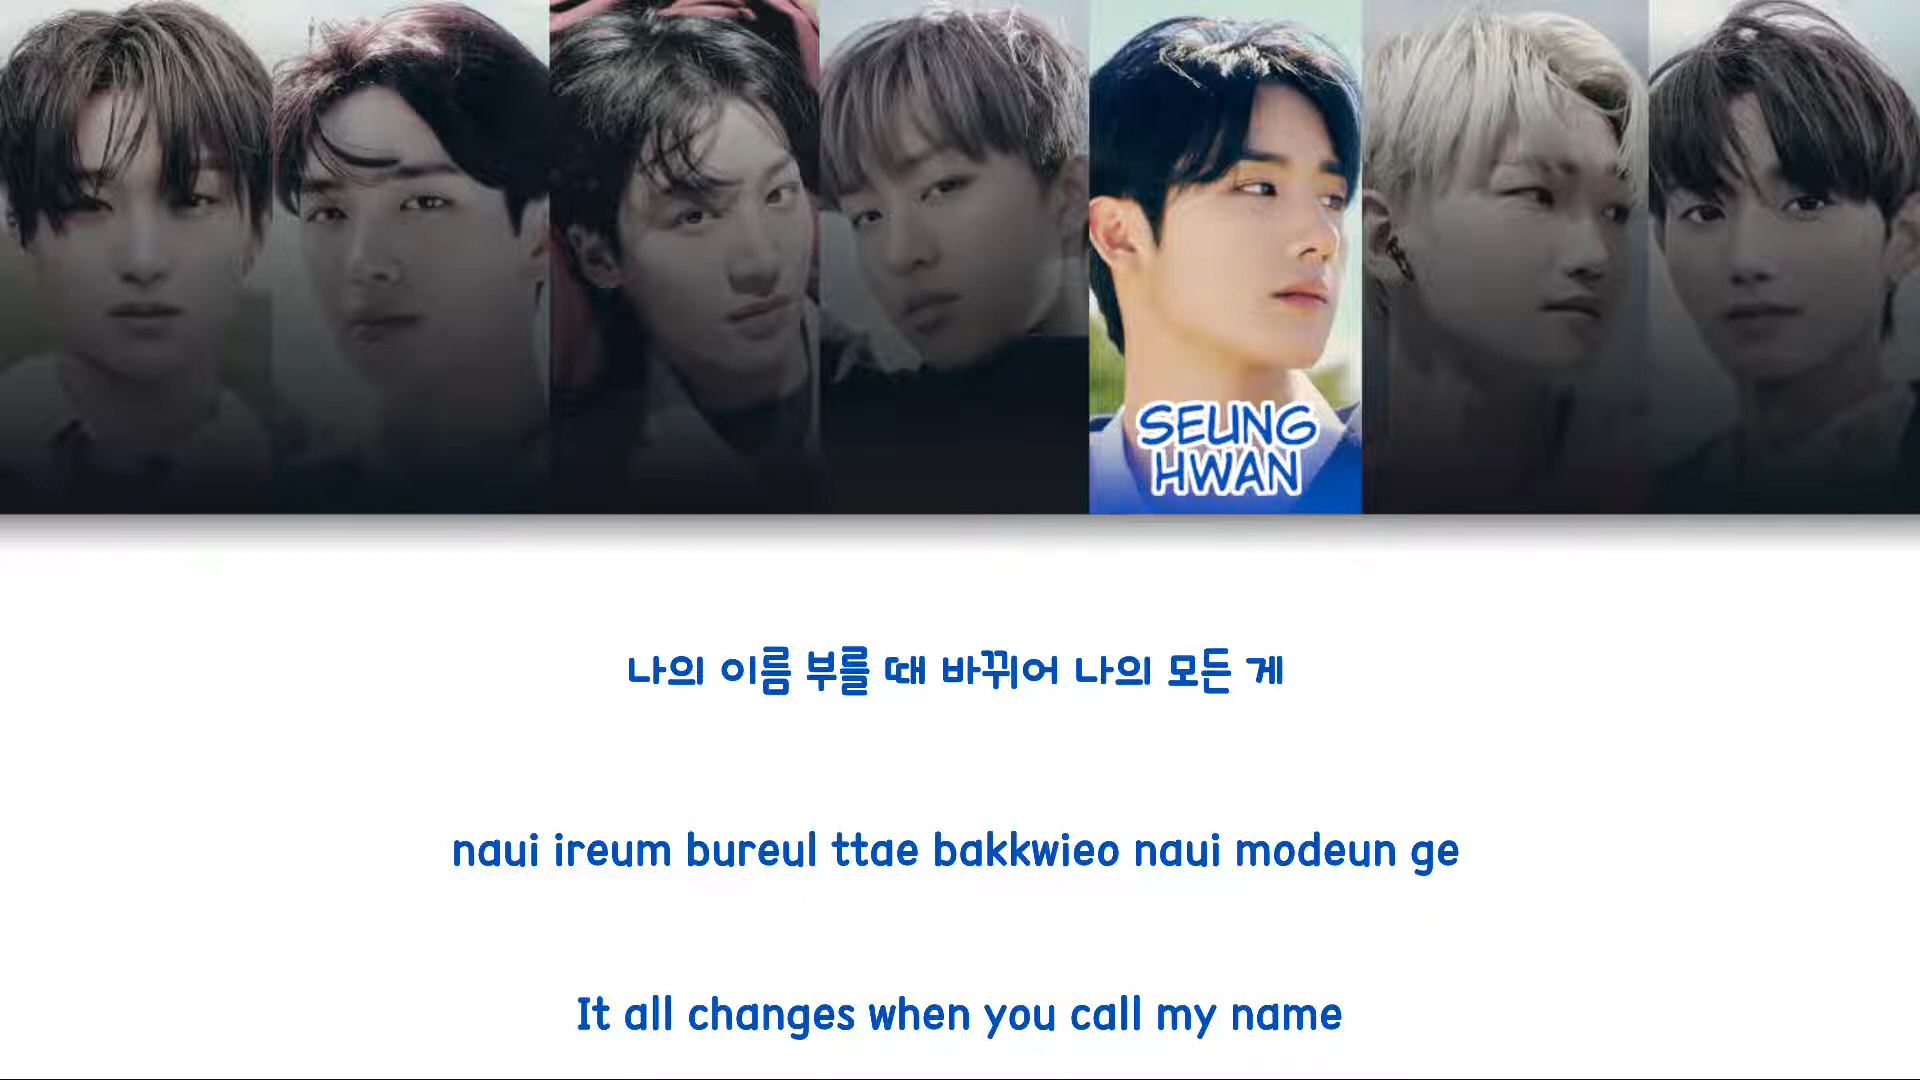 SEUNG
HWAN
나의 이름 부를 때 바뀌어 나의 모든 게
naui ireum bureul ttae bakkwieo naui modeun ge
It all changes when you call my name